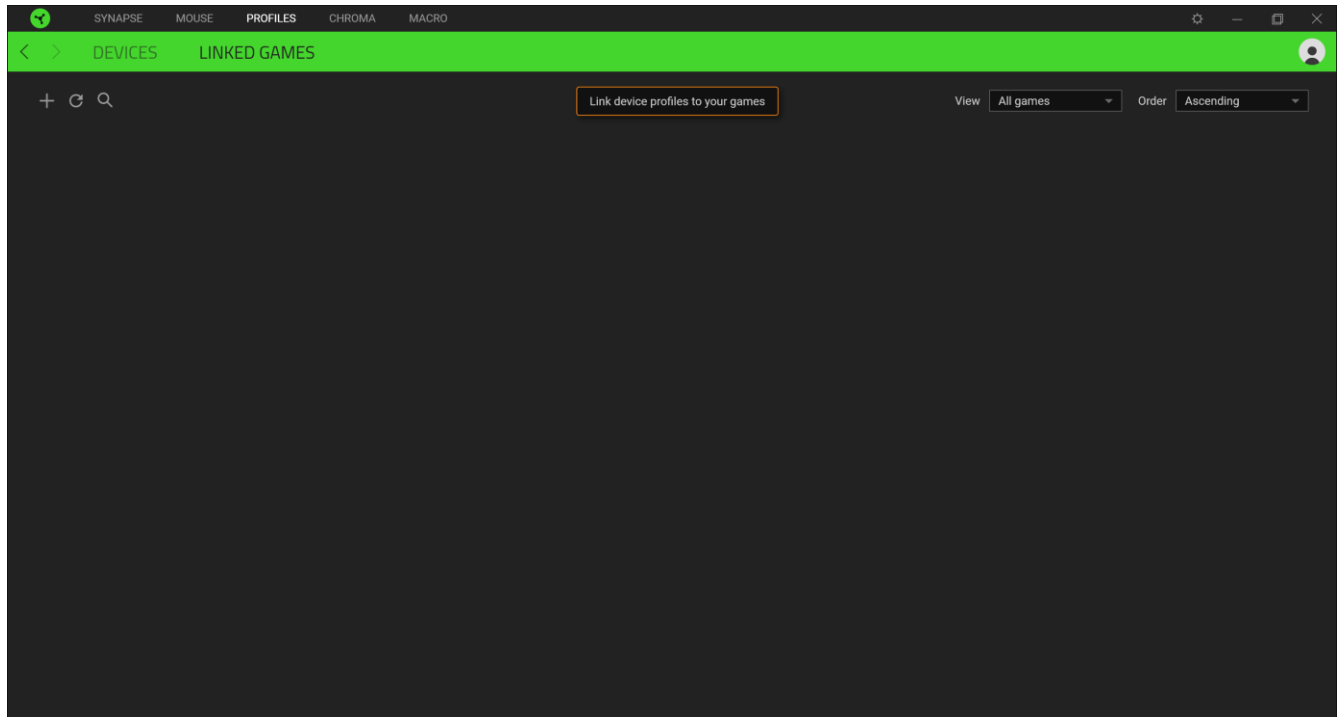 SYNAPSE MOUSE PROFILES CHROMA MACRO
DEVICES LINKED GAMES
Link device profiles to your games View All games Order Ascending